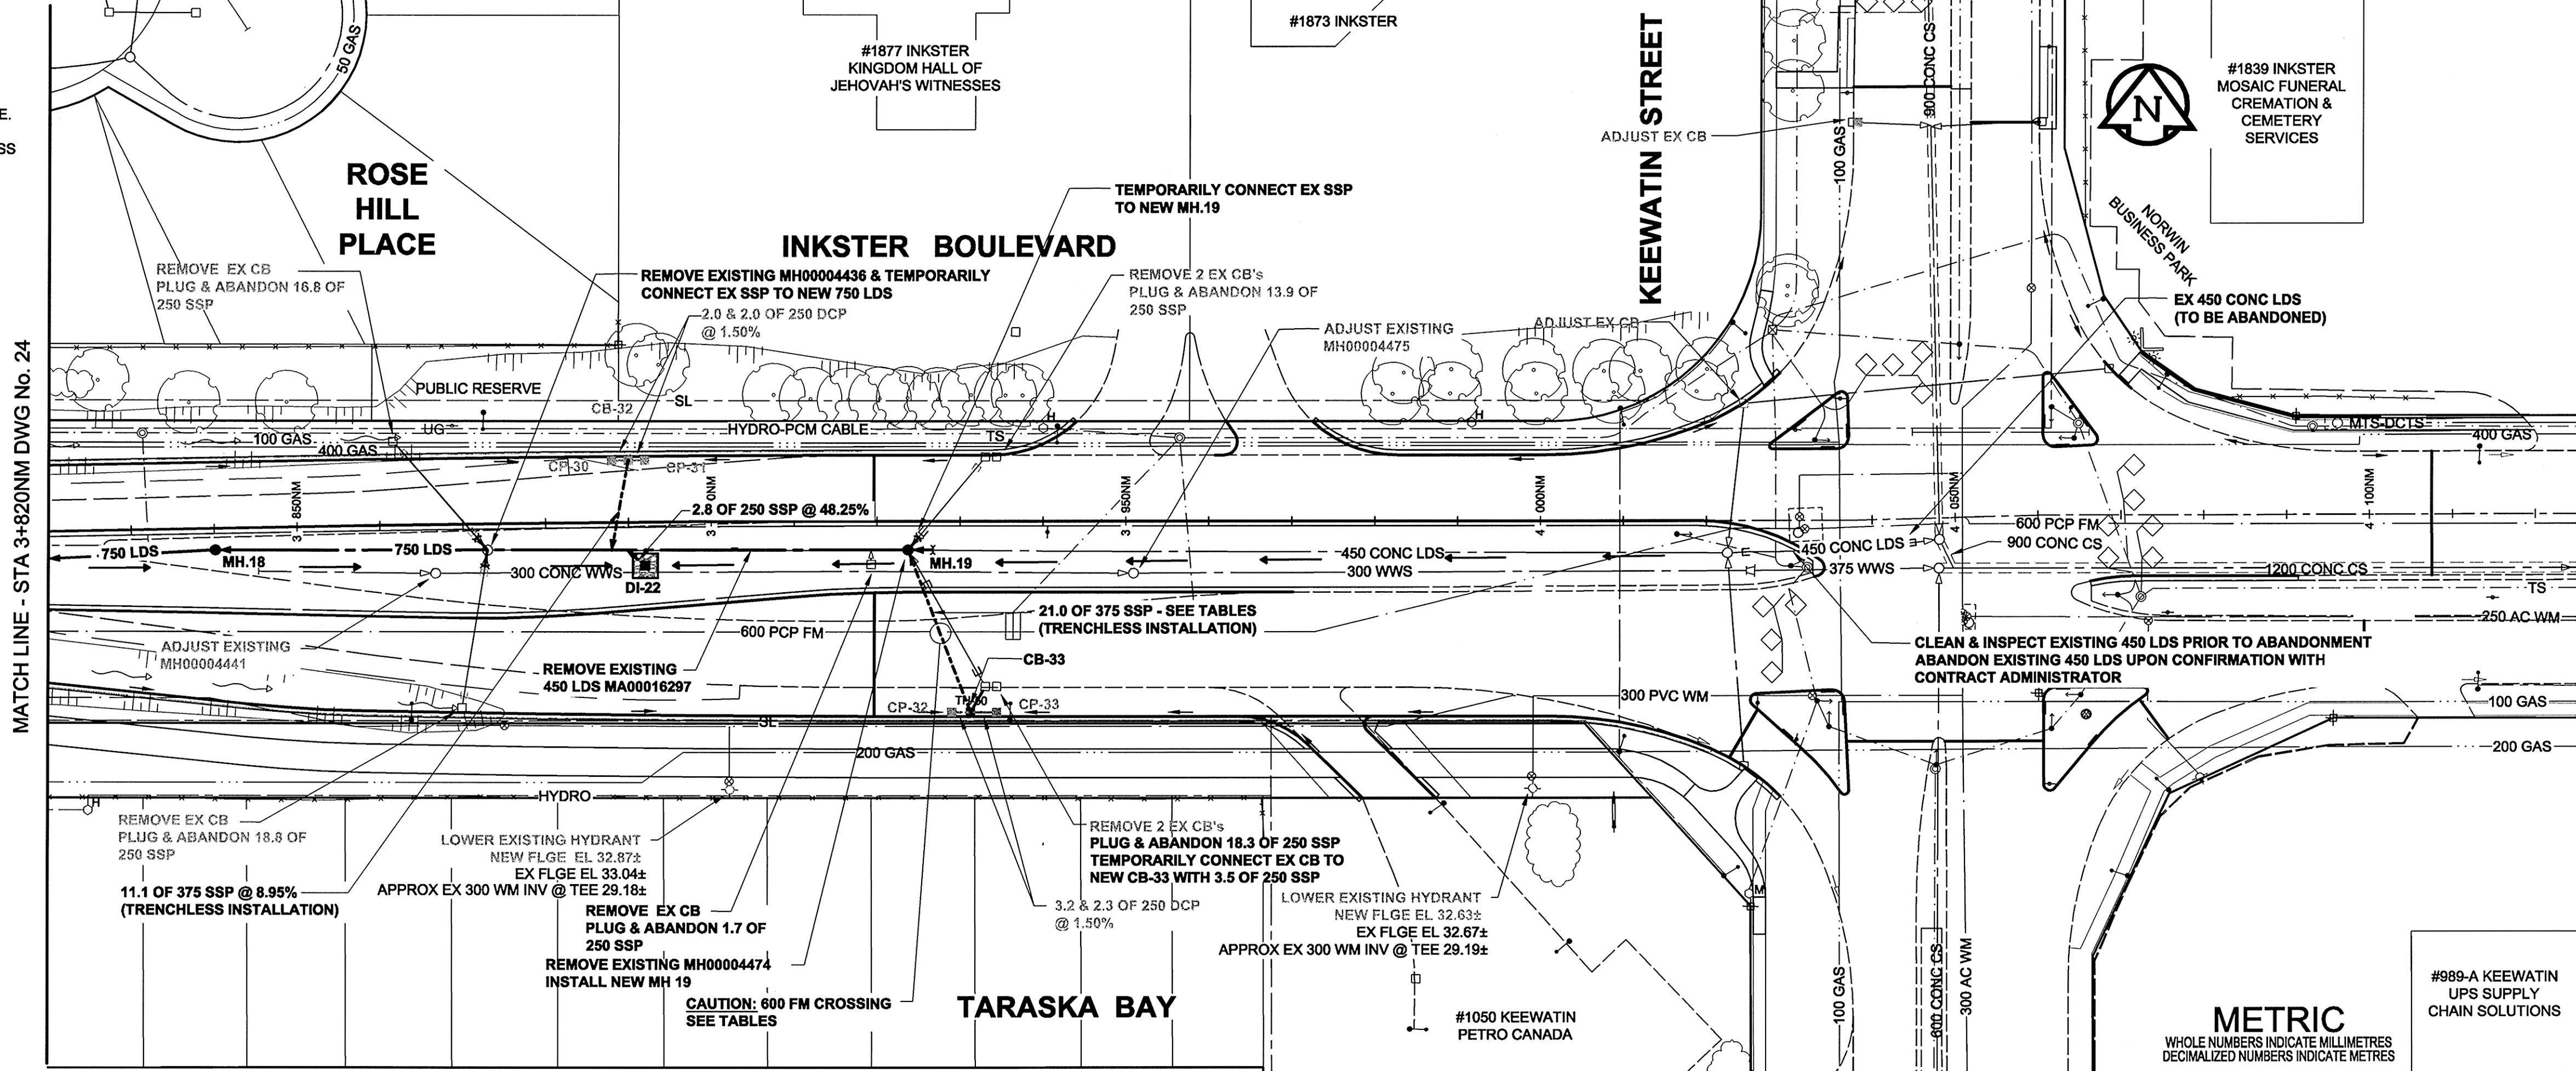 E.
SS
50 GAS
#1877 INKSTER
KINGDOM HALL OF
JEHOVAH'S WITNESSES
#1873 INKSTER
KEEWATIN STREET
900 CONC CS
100 GAS
ADJUST EX CB
N
#1839 INKSTER
MOSAIC FUNERAL
CREMATION &
CEMETERY
SERVICES
NORWIN
BUSINESS PARK
ROSE
HILL
PLACE
INKSTER BOULEVARD
TEMPORARILY CONNECT EX SSP
TO NEW MH.19
REMOVE EX CB
PLUG & ABANDON 16.8 OF
250 SSP
REMOVE EXISTING MH00004436 & TEMPORARILY
CONNECT EX SSP TO NEW 750 LDS
2.0 & 2.0 OF 250 DCP
@ 1.50%
REMOVE 2 EX CB's
PLUG & ABANDON 13.9 OF
250 SSP
ADJUST EXISTING
MH00004475
ADJUST EX CB
EX 450 CONC LDS
(TO BE ABANDONED)
MATCH LINE - STA 3+820NM DWG No. 24
PUBLIC RESERVE
CB-32
SL
UG
HYDRO-PCM CABLE
H
TS
H
100 GAS
400 GAS
MTS-DCTS
400 GAS
CP-30
CP-31
3 850NM
0NM
3 950NM
4 000NM
4 050NM
4 100NM
2.8 OF 250 SSP @ 48.25%
600 PCP FM
900 CONC CS
750 LDS
MH.18
750 LDS
300 CONC WWS
DI-22
MH.19
450 CONC LDS
300 WWS
E
450 CONC LDS
375 WWS
1200 CONC CS
TS
250 AC WM
21.0 OF 375 SSP - SEE TABLES
(TRENCHLESS INSTALLATION)
600 PCP FM
ADJUST EXISTING
MH00004441
REMOVE EXISTING
450 LDS MA00016297
CB-33
CLEAN & INSPECT EXISTING 450 LDS PRIOR TO ABANDONMENT
ABANDON EXISTING 450 LDS UPON CONFIRMATION WITH
CONTRACT ADMINISTRATOR
300 PVC WM
100 GAS
CP-32
CP-33
SL
200 GAS
200 GAS
HYDRO
H
REMOVE EX CB
PLUG & ABANDON 18.8 OF
250 SSP
LOWER EXISTING HYDRANT
NEW FLGE EL 32.87±
EX FLGE EL 33.04±
APPROX EX 300 WM INV @ TEE 29.18±
11.1 OF 375 SSP @ 8.95%
(TRENCHLESS INSTALLATION)
REMOVE EX CB
PLUG & ABANDON 1.7 OF
250 SSP
REMOVE EXISTING MH00004474
INSTALL NEW MH 19
CAUTION: 600 FM CROSSING
SEE TABLES
REMOVE 2 EX CB's
PLUG & ABANDON 18.3 OF 250 SSP
TEMPORARILY CONNECT EX CB TO
NEW CB-33 WITH 3.5 OF 250 SSP
3.2 & 2.3 OF 250 DCP
@ 1.50%
LOWER EXISTING HYDRANT
NEW FLGE EL 32.63±
EX FLGE EL 32.67±
APPROX EX 300 WM INV @ TEE 29.19±
M
TARASKA BAY
#1050 KEEWATIN
PETRO CANADA
100 GAS
600 CONC CS
300 AC WM
#989-A KEEWATIN
UPS SUPPLY
CHAIN SOLUTIONS
METRIC
WHOLE NUMBERS INDICATE MILLIMETRES
DECIMALIZED NUMBERS INDICATE METRES